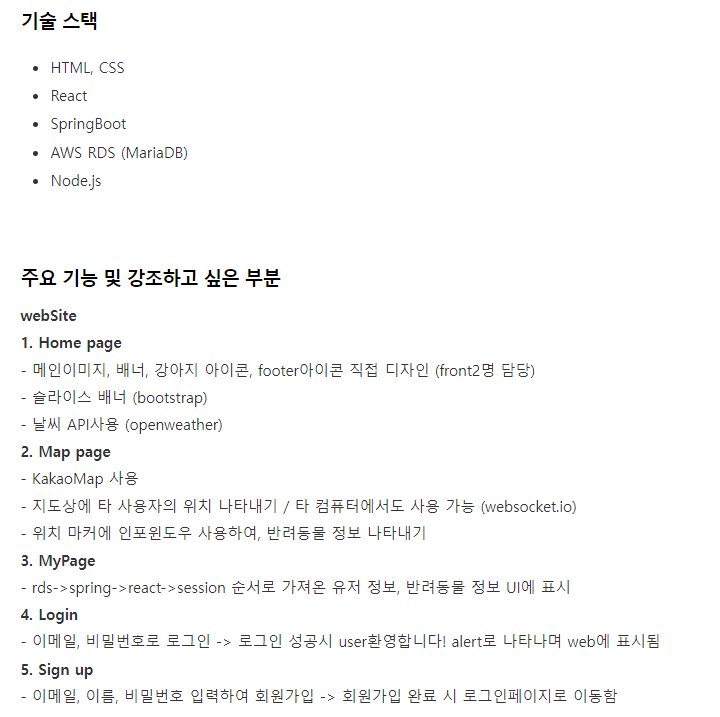 기술 스택
HTML, CSS
React
SpringBoot
AWS RDS (MariaDB)
Node.js
주요 기능 및 강조하고 싶은 부분
webSite
1. Home page
- 메인이미지, 배너, 강아지 아이콘, footer아이콘 직접 디자인 (front2명 담당)
- 슬라이스 배너 (bootstrap)
- 날씨 API사용 (openweather)
2. Map page
- KakaoMap 사용
- 지도상에 타 사용자의 위치 나타내기 / 타 컴퓨터에서도 사용 가능 (websocket.io)
- 위치 마커에 인포윈도우 사용하여, 반려동물 정보 나타내기
3. MyPage
- rds->spring->react->session 순서로 가져온 유저 정보, 반려동물 정보 UI에 표시
4. Login
- 이메일, 비밀번호로 로그인 -> 로그인 성공시 user환영합니다! alert로 나타나며 web에 표시됨
5. Sign up
- 이메일, 이름, 비밀번호 입력하여 회원가입 -> 회원가입 완료 시 로그인페이지로 이동함